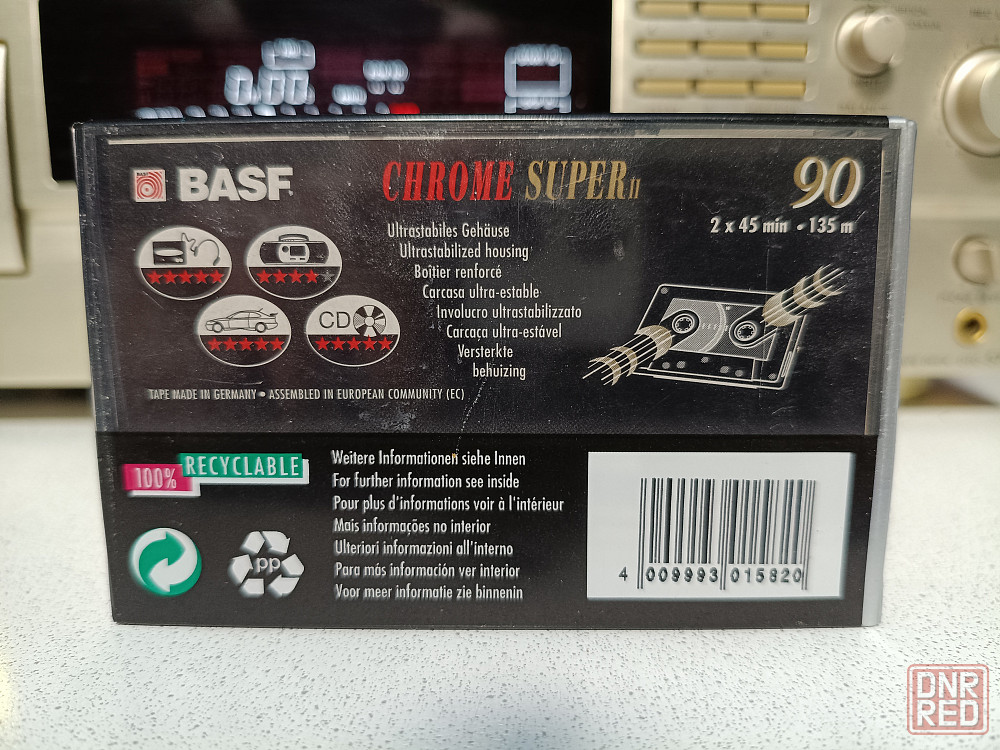 BASF
CHROME SUPER II
90
2 x 45 min • 135 m
Ultrastabiles Gehäuse
Ultrastabilized housing
Boîtier renforcé
Carcasa ultra-estable
Involucro ultrastabilizzato
Carcaça ultra-estável
Versterkte
behuizing
CD
TAPE MADE IN GERMANY • ASSEMBLED IN EUROPEAN COMMUNITY (EC)
100% RECYCLABLE
PP
Weitere Informationen siehe Innen
For further information see inside
Pour plus d'informations voir à l'intérieur
Mais informações no interior
Ulteriori informazioni all'interno
Para más información ver interior
Voor meer informatie zie binnenin
4 009993 015820
DNR
RED